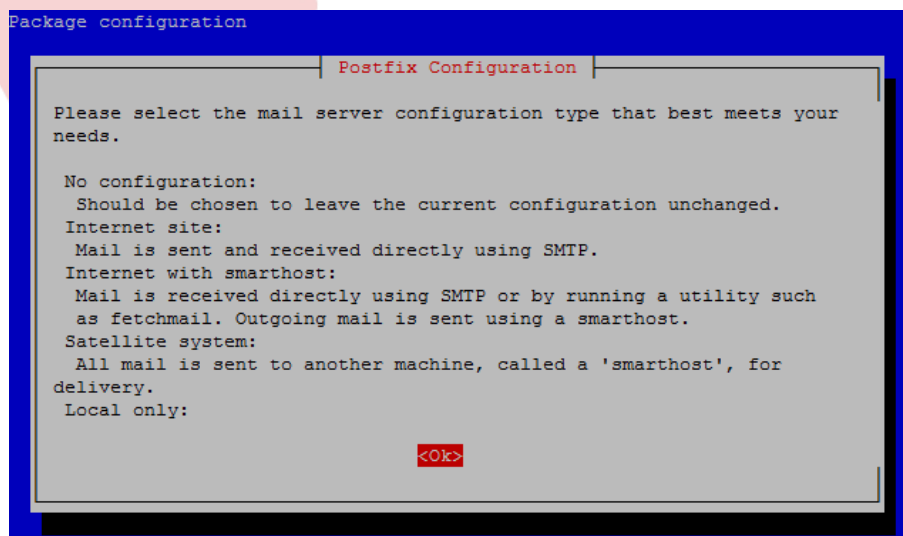 Package configuration
Postfix Configuration
Please select the mail server configuration type that best meets your
needs.
No configuration:
Should be chosen to leave the current configuration unchanged.
Internet site:
Mail is sent and received directly using SMTP.
Internet with smarthost:
Mail is received directly using SMTP or by running a utility such
as fetchmail. Outgoing mail is sent using a smarthost.
Satellite system:
All mail is sent to another machine, called a 'smarthost', for
delivery.
Local only:
<Ok>